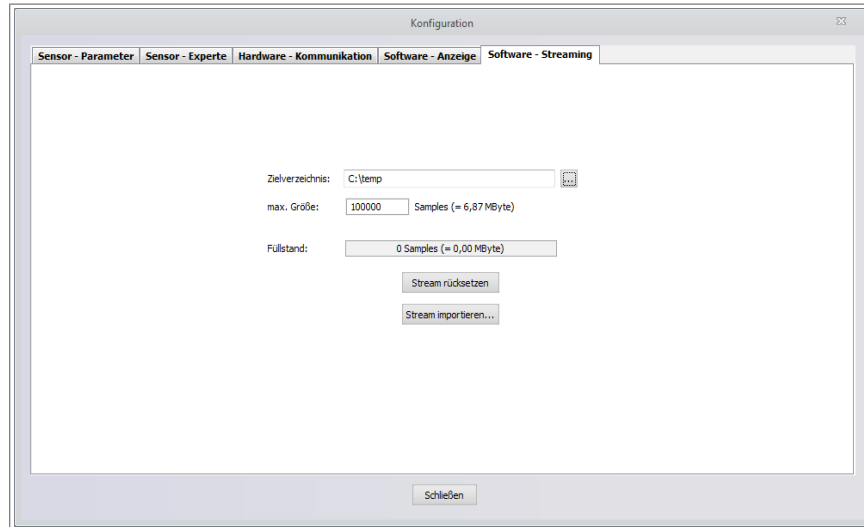 Konfiguration
Sensor - Parameter Sensor - Experte Hardware - Kommunikation Software - Anzeige Software - Streaming
Zielverzeichnis: C:\temp ...
max. Größe: 100000 Samples (= 6,87 MByte)
Füllstand: 0 Samples (= 0,00 MByte)
Stream rücksetzen
Stream importieren...
Schließen